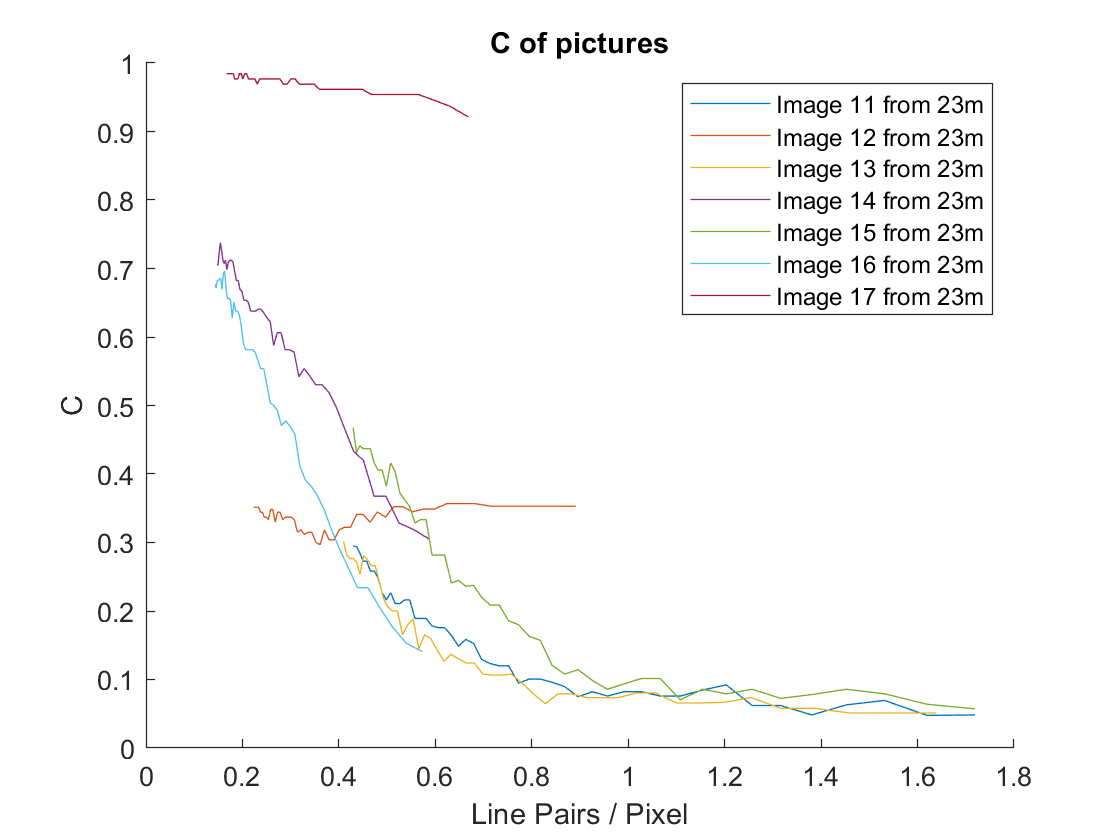 C of pictures
1
0.9
0.8
0.7
0.6
0.5
0.4
0.3
0.2
0.1
0
C
Image 11 from 23m
Image 12 from 23m
Image 13 from 23m
Image 14 from 23m
Image 15 from 23m
Image 16 from 23m
Image 17 from 23m
0 0.2 0.4 0.6 0.8 1 1.2 1.4 1.6 1.8
Line Pairs / Pixel